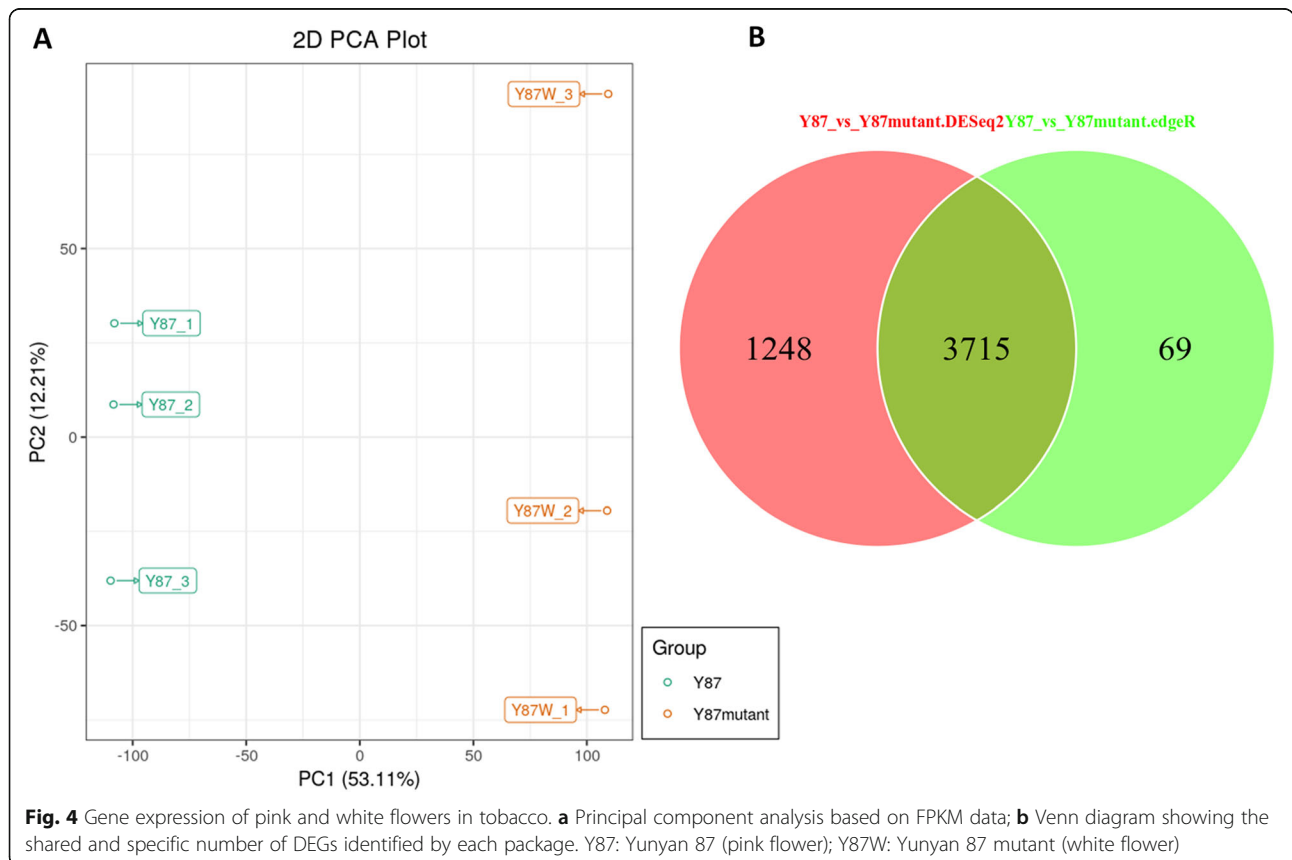 A
2D PCA Plot
Y87W_3
Y87_1
Y87_2
Y87W_2
Y87_3
Y87W_1
50
0
-50
PC2 (12.21%)
-100
-50
0
50
100
PC1 (53.11%)
Group
Y87
Y87mutant
B
Y87_vs_Y87mutant.DESeq2Y87_vs_Y87mutant.edgeR
1248
3715
69
Fig. 4 Gene expression of pink and white flowers in tobacco. a Principal component analysis based on FPKM data; b Venn diagram showing the
shared and specific number of DEGs identified by each package. Y87: Yunyan 87 (pink flower); Y87W: Yunyan 87 mutant (white flower)